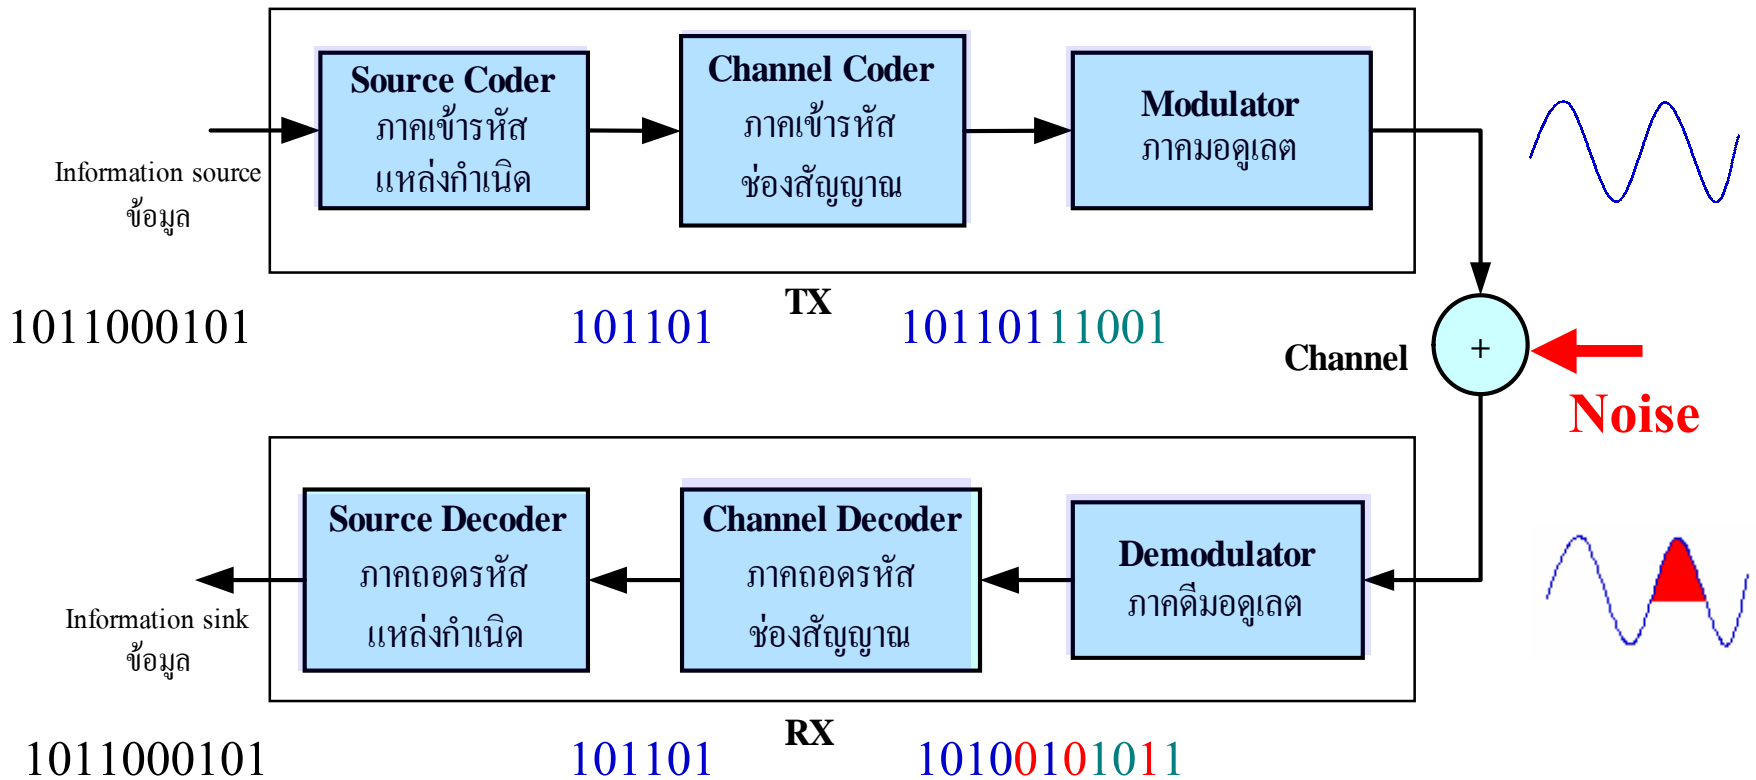 Source Coder
ภาคเข้ารหัส
แหล่งกำเนิด
Channel Coder
ภาคเข้ารหัส
ช่องสัญญาณ
Modulator
ภาคมอดูเลต
Information source
ข้อมูล
TX
1011000101
101101
10110111001
Channel
+
Noise
Source Decoder
ภาคถอดรหัส
แหล่งกำเนิด
Channel Decoder
ภาคถอดรหัส
ช่องสัญญาณ
Demodulator
ภาคดีมอดูเลต
Information sink
ข้อมูล
RX
1011000101
101101
10100101011